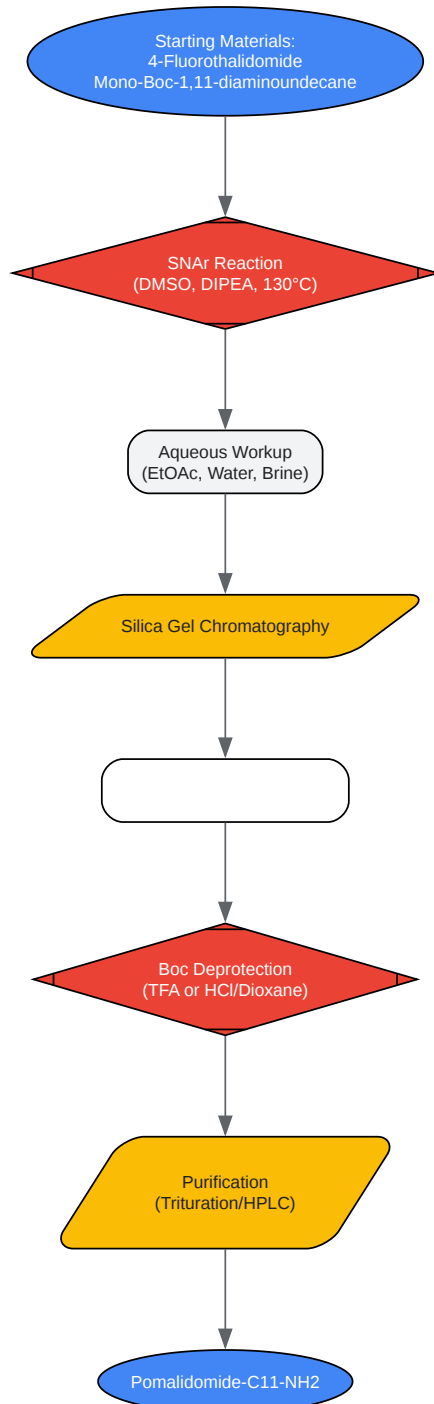 Starting Materials:
4-Fluorothalidomide
Mono-Boc-1,11-diaminoundecane
SNAr Reaction
(DMSO, DIPEA, 130°C)
Aqueous Workup
(EtOAc, Water, Brine)
Silica Gel Chromatography
Boc Deprotection
(TFA or HCl/Dioxane)
Purification
(Trituration/HPLC)
Pomalidomide-C11-NH2